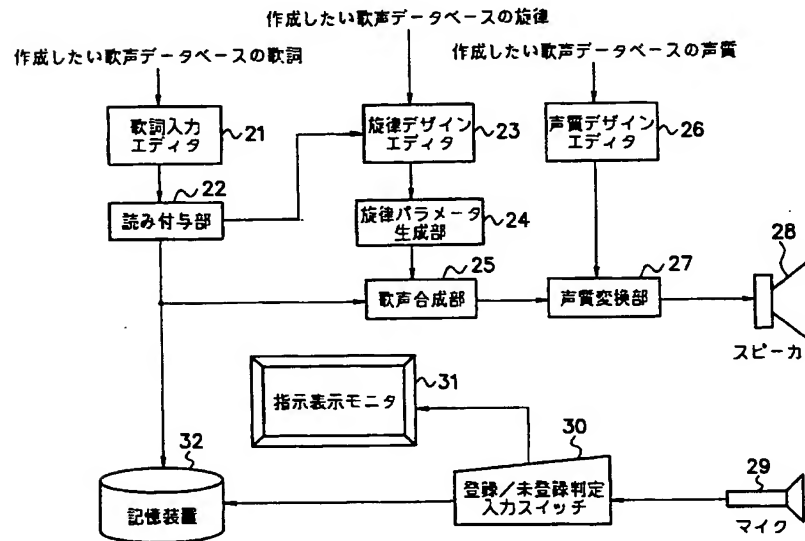 作成したい歌声データベースの旋律
作成したい歌声データベースの歌詞
作成したい歌声データベースの声質
歌詞入力
エディタ
21
旋律デザイン
エディタ
23
声質デザイン
エディタ
26
22
読み付与部
旋律パラメータ
生成部
24
28
25
歌声合成部
27
声質変換部
スピーカ
31
指示表示モニタ
32
記憶装置
30
登録/未登録判定
入力スイッチ
29
マイク